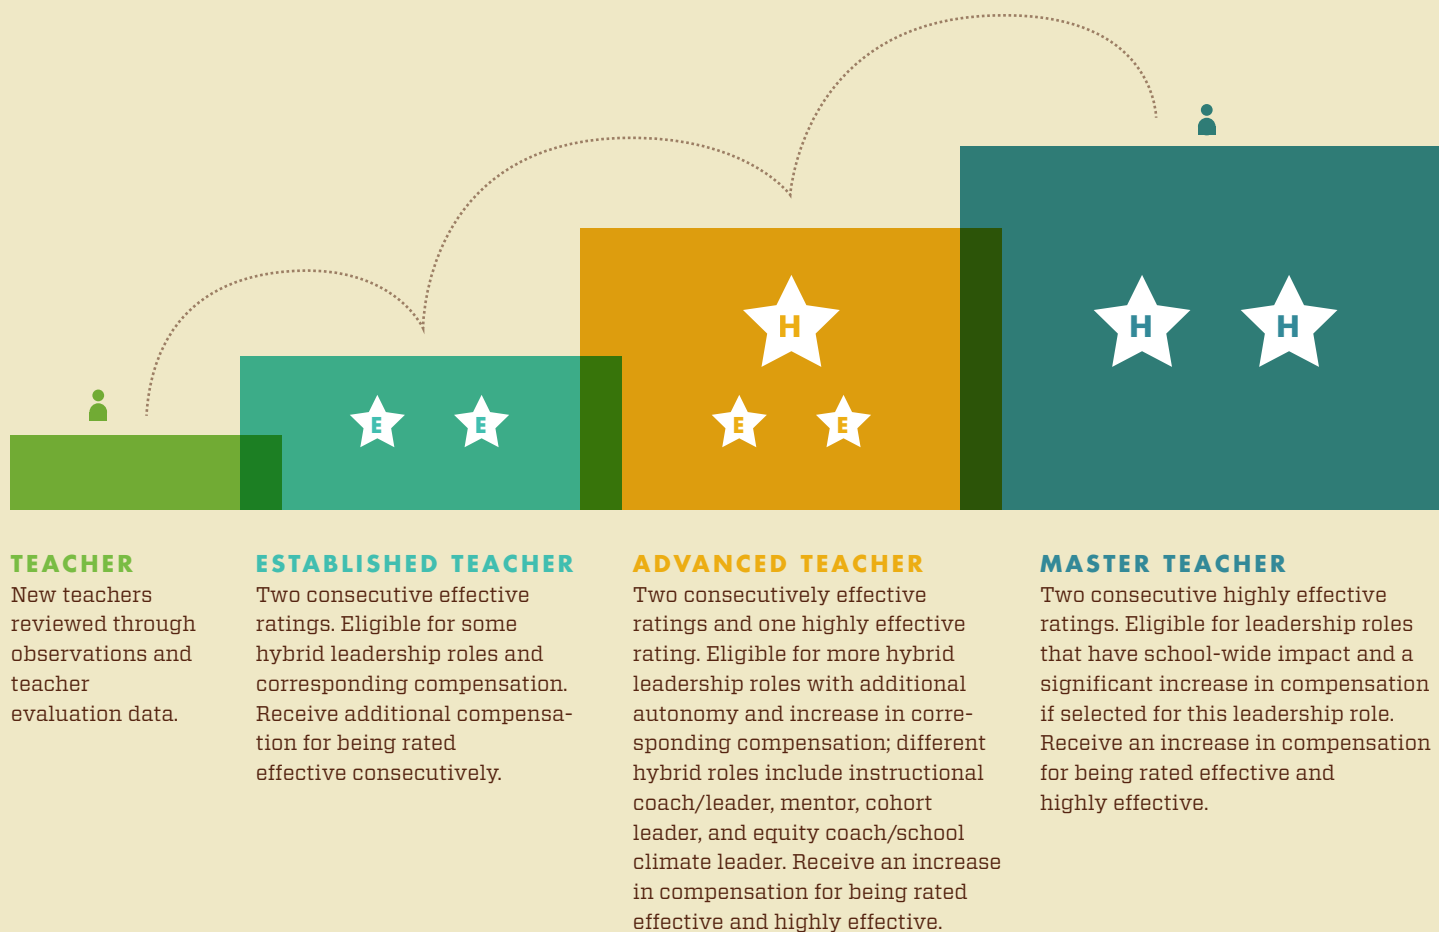 H
H
H
E
E
E
E
TEACHER
New teachers
reviewed through
observations and
teacher
evaluation data.
ESTABLISHED TEACHER
Two consecutive effective
ratings. Eligible for some
hybrid leadership roles and
corresponding compensation.
Receive additional compensa-
tion for being rated
effective consecutively.
ADVANCED TEACHER
Two consecutively effective
ratings and one highly effective
rating. Eligible for more hybrid
leadership roles with additional
autonomy and increase in corre-
sponding compensation; different
hybrid roles include instructional
coach/leader, mentor, cohort
leader, and equity coach/school
climate leader. Receive an increase
in compensation for being rated
effective and highly effective.
MASTER TEACHER
Two consecutive highly effective
ratings. Eligible for leadership roles
that have school-wide impact and a
significant increase in compensation
if selected for this leadership role.
Receive an increase in compensation
for being rated effective and
highly effective.